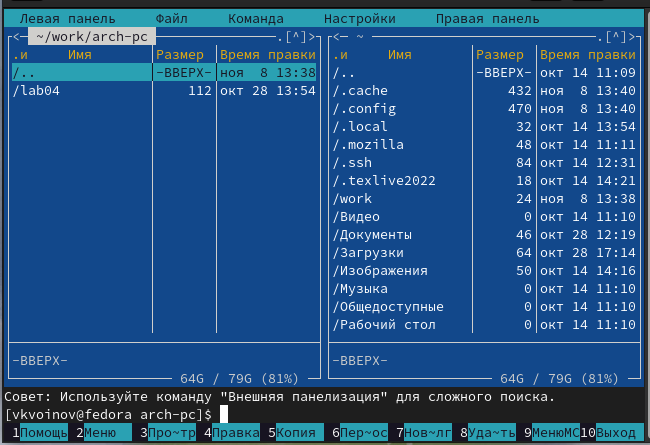 Левая панель Файл Команда Настройки Правая панель
<─ ~/work/arch-pc ─.[^]> <─ ~ ─.[^]>
.и Имя Размер Время правки .и Имя Размер Время правки
/.. -ВВЕРХ- ноя 8 13:38 /.. -ВВЕРХ- окт 14 11:09
/lab04 112 окт 28 13:54 /.cache 432 ноя 8 13:40
/.config 470 ноя 8 13:40
/.local 32 окт 14 13:54
/.mozilla 48 окт 14 11:11
/.ssh 84 окт 14 12:31
/.texlive2022 18 окт 14 14:21
/work 24 ноя 8 13:38
/Видео 0 окт 14 11:10
/Документы 46 окт 28 12:19
/Загрузки 64 окт 28 17:14
/Изображения 50 окт 14 14:16
/Музыка 0 окт 14 11:10
/Общедоступные 0 окт 14 11:10
/Рабочий стол 0 окт 14 11:10
-ВВЕРХ- -ВВЕРХ-
64G / 79G (81%) 64G / 79G (81%)
Совет: Используйте команду "Внешняя панелизация" для сложного поиска.
[vkvoinov@fedora arch-pc]$
1Помощь 2Меню 3Про~тр 4Правка 5Копия 6Пер~ос 7Нов~лг 8Уда~ть 9МенюМС 10Выход